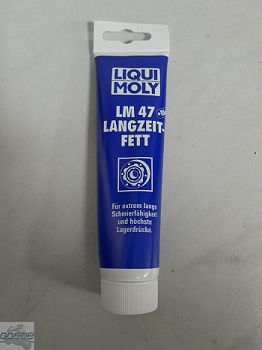 LIQUI
MOLY
LM 47
LANGZEIT-
FETT
Für extrem lange
Schmierfähigkeit
und höchste
Lagerdrücke.